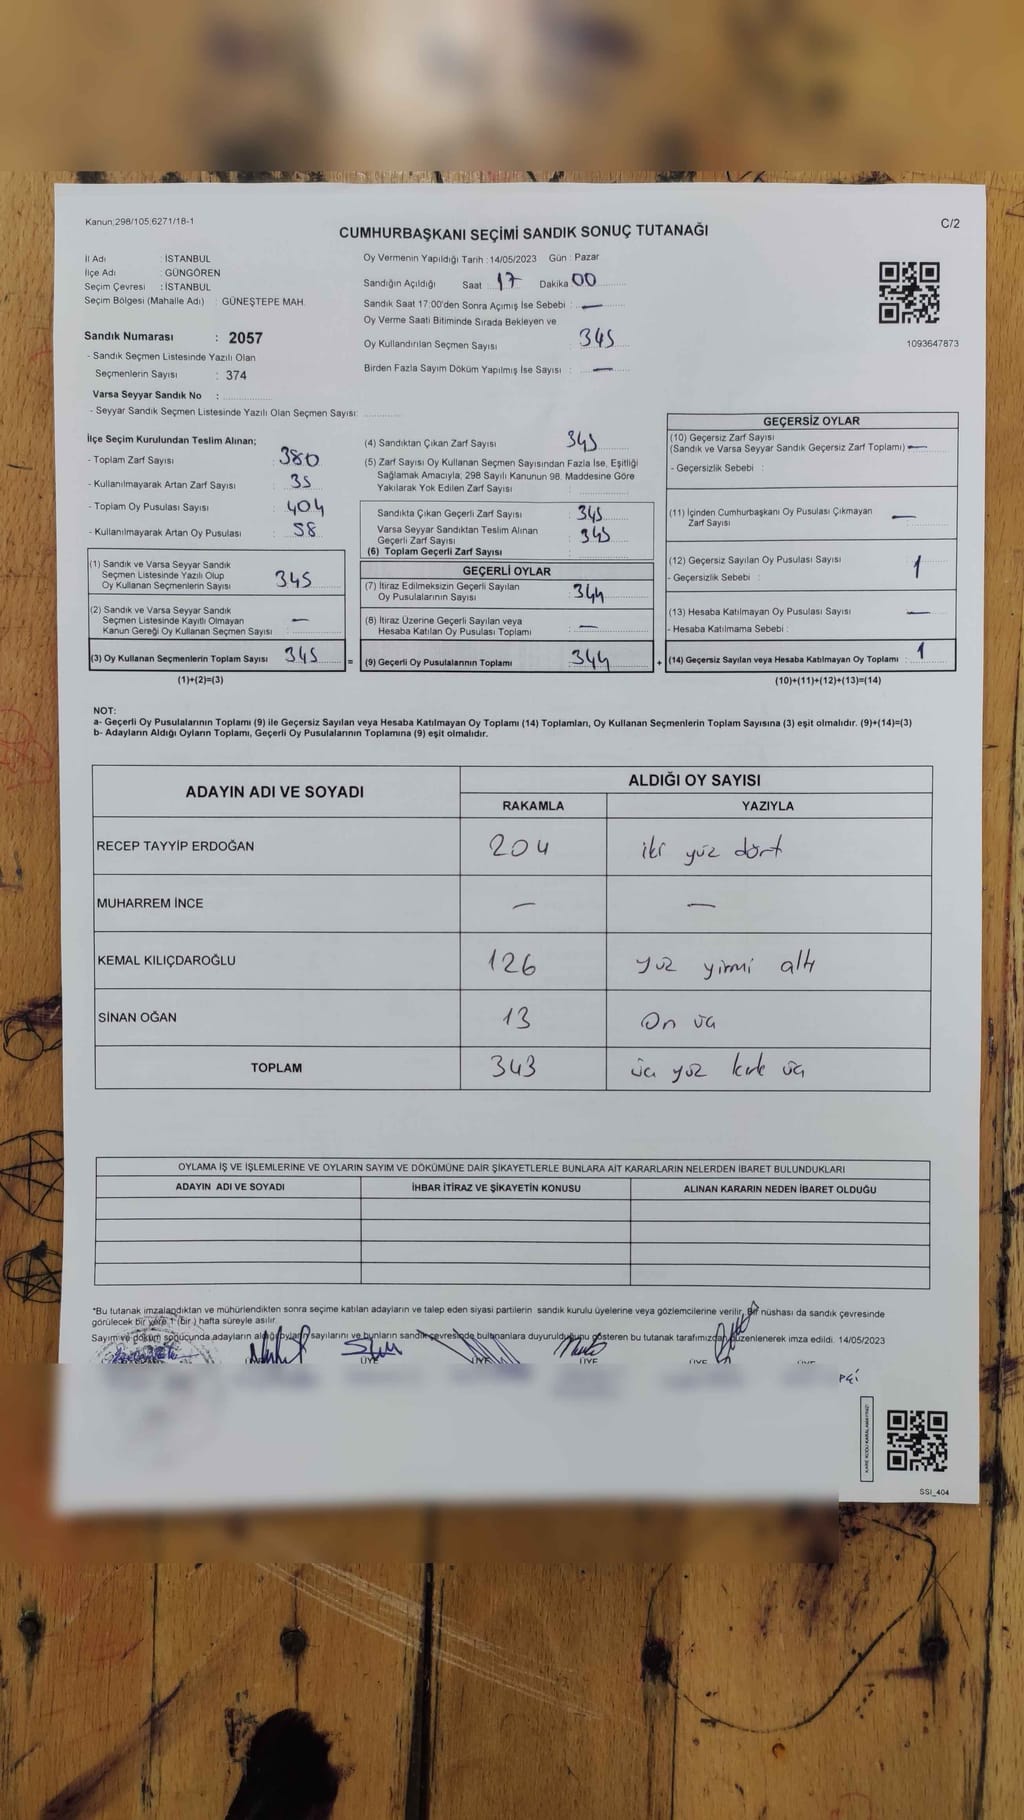 Kanun;298/105,6271/18-1
C/2
CUMHURBAŞKANI SEÇİMİ SANDIK SONUÇ TUTANAĞI
İl Adı : İSTANBUL
İlçe Adı : GÜNGÖREN
Seçim Çevresi : İSTANBUL
Seçim Bölgesi (Mahalle Adı) : GÜNEŞTEPE MAH.
Sandık Numarası : 2057
- Sandık Seçmen Listesinde Yazılı Olan
Seçmenlerin Sayısı : 374
Varsa Seyyar Sandık No :
- Seyyar Sandık Seçmen Listesinde Yazılı Olan Seçmen Sayısı:
Oy Vermenin Yapıldığı Tarih : 14/05/2023 Gün : Pazar
Sandığın Açıldığı Saat 17 Dakika 00
Sandık Saat 17:00'den Sonra Açımış İse Sebebi : —
Oy Verme Saati Bitiminde Sırada Bekleyen ve
Oy Kullandırılan Seçmen Sayısı : 345
Birden Fazla Sayım Döküm Yapılmış İse Sayısı : —
1093647873
İlçe Seçim Kurulundan Teslim Alınan;
- Toplam Zarf Sayısı : 380
- Kullanılmayarak Artan Zarf Sayısı : 35
- Toplam Oy Pusulası Sayısı : 404
- Kullanılmayarak Artan Oy Pusulası : 58
(1) Sandık ve Varsa Seyyar Sandık
Seçmen Listesinde Yazılı Olup
Oy Kullanan Seçmenlerin Sayısı : 345
(2) Sandık ve Varsa Seyyar Sandık
Seçmen Listesinde Kayıtlı Olmayan
Kanun Gereği Oy Kullanan Seçmen Sayısı : —
(3) Oy Kullanan Seçmenlerin Toplam Sayısı : 345
(1)+(2)=(3)
(4) Sandıktan Çıkan Zarf Sayısı : 345
(5) Zarf Sayısı Oy Kullanan Seçmen Sayısından Fazla İse, Eşitliği
Sağlamak Amacıyla; 298 Sayılı Kanunun 98. Maddesine Göre
Yakılarak Yok Edilen Zarf Sayısı :
Sandıkta Çıkan Geçerli Zarf Sayısı : 345
Varsa Seyyar Sandıktan Teslim Alınan
Geçerli Zarf Sayısı : 345
(6) Toplam Geçerli Zarf Sayısı :
GEÇERLİ OYLAR
(7) İtiraz Edilmeksizin Geçerli Sayılan
Oy Pusulalarının Sayısı : 344
(8) İtiraz Üzerine Geçerli Sayılan veya
Hesaba Katılan Oy Pusulası Toplamı : —
= (9) Geçerli Oy Pusulalarının Toplamı : 344
GEÇERSİZ OYLAR
(10) Geçersiz Zarf Sayısı
(Sandık ve Varsa Seyyar Sandık Geçersiz Zarf Toplamı) : —
- Geçersizlik Sebebi :
(11) İçinden Cumhurbaşkanı Oy Pusulası Çıkmayan
Zarf Sayısı : —
(12) Geçersiz Sayılan Oy Pusulası Sayısı : 1
- Geçersizlik Sebebi :
(13) Hesaba Katılmayan Oy Pusulası Sayısı : —
- Hesaba Katılmama Sebebi :
+ (14) Geçersiz Sayılan veya Hesaba Katılmayan Oy Toplamı : 1
(10)+(11)+(12)+(13)=(14)
NOT:
a- Geçerli Oy Pusulalarının Toplamı (9) ile Geçersiz Sayılan veya Hesaba Katılmayan Oy Toplamı (14) Toplamları, Oy Kullanan Seçmenlerin Toplam Sayısına (3) eşit olmalıdır. (9)+(14)=(3)
b- Adayların Aldığı Oyların Toplamı, Geçerli Oy Pusulalarının Toplamına (9) eşit olmalıdır.
ADAYIN ADI VE SOYADI ALDIĞI OY SAYISI
RAKAMLA YAZIYLA
RECEP TAYYİP ERDOĞAN 204 iki yüz dört
MUHARREM İNCE — —
KEMAL KILIÇDAROĞLU 126 yüz yirmi altı
SİNAN OĞAN 13 On üç
TOPLAM 343 üç yüz kırk üç
OYLAMA İŞ VE İŞLEMLERİNE VE OYLARIN SAYIM VE DÖKÜMÜNE DAİR ŞİKAYETLERLE BUNLARA AİT KARARLARIN NELERDEN İBARET BULUNDUKLARI
ADAYIN ADI VE SOYADI İHBAR İTİRAZ VE ŞİKAYETİN KONUSU ALINAN KARARIN NEDEN İBARET OLDUĞU
*Bu tutanak imzalandıktan ve mühürlendikten sonra seçime katılan adayların ve talep eden siyasi partilerin sandık kurulu üyelerine veya gözlemcilerine verilir. Bir nüshası da sandık çevresinde
görülecek bir yere 1 (bir) hafta süreyle asılır.
Sayım ve döküm sonucunda adayların aldığı oyların sayılarını ve bunların sandık çevresinde bulunanlara duyurulduğunu gösteren bu tutanak tarafımızdan düzenlenerek imza edildi. 14/05/2023
ÜYE ÜYE ÜYE ÜYE
KARE KODU KARALAMAYINIZ!
SSI_404